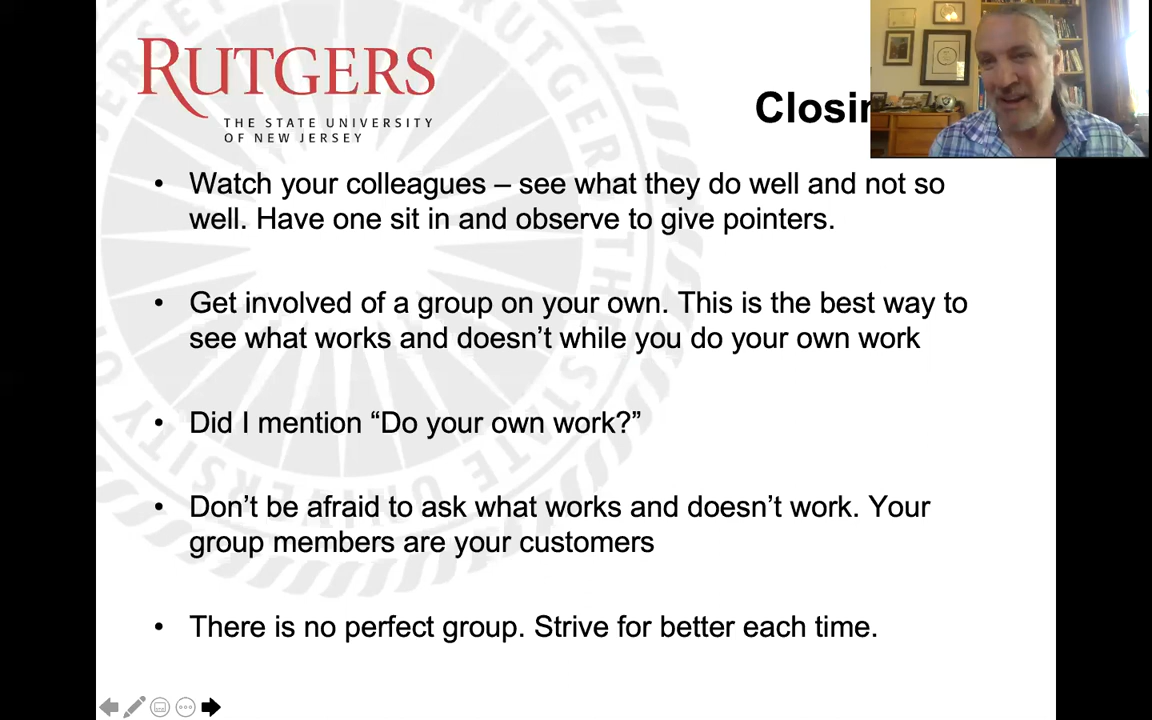 RUTGERS
THE STATE UNIVERSITY
OF NEW JERSEY
• Watch your colleagues – see what they do well and not so
well. Have one sit in and observe to give pointers.
• Get involved of a group on your own. This is the best way to
see what works and doesn’t while you do your own work
• Did I mention “Do your own work?”
• Don’t be afraid to ask what works and doesn’t work. Your
group members are your customers
• There is no perfect group. Strive for better each time.